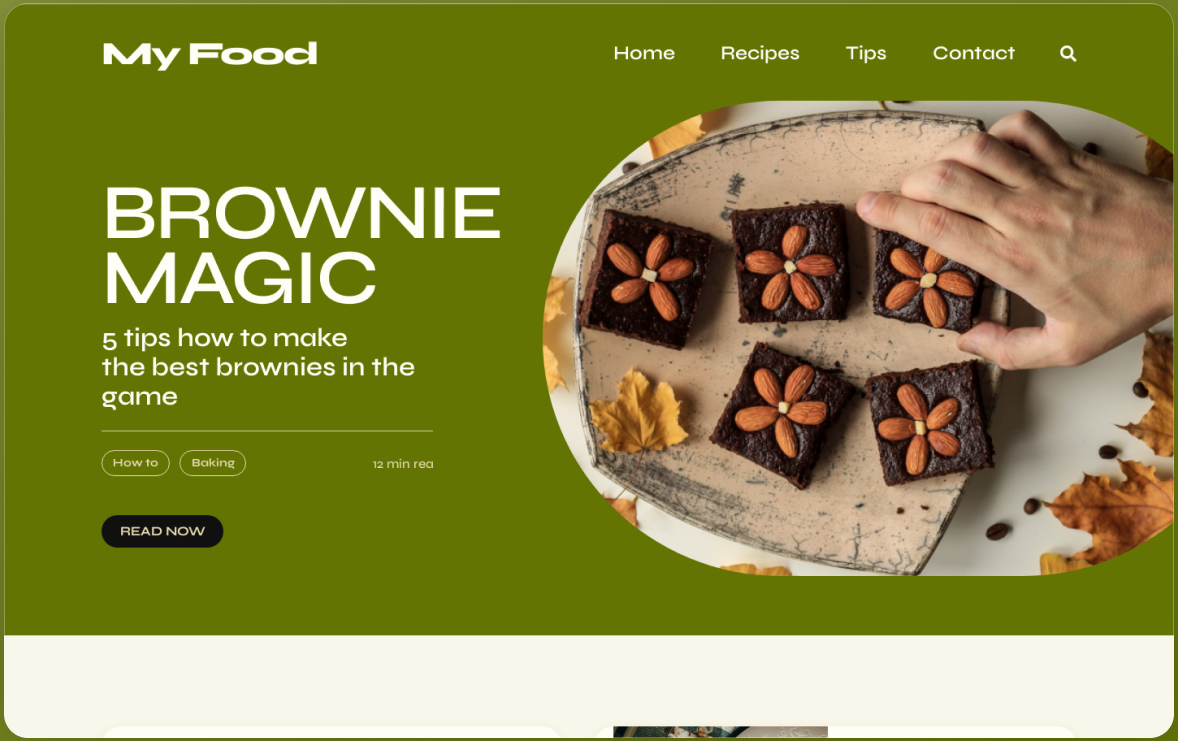 My Food
Home Recipes Tips Contact
BROWNIE
MAGIC
5 tips how to make
the best brownies in the
game
How to Baking 12 min rea
READ NOW